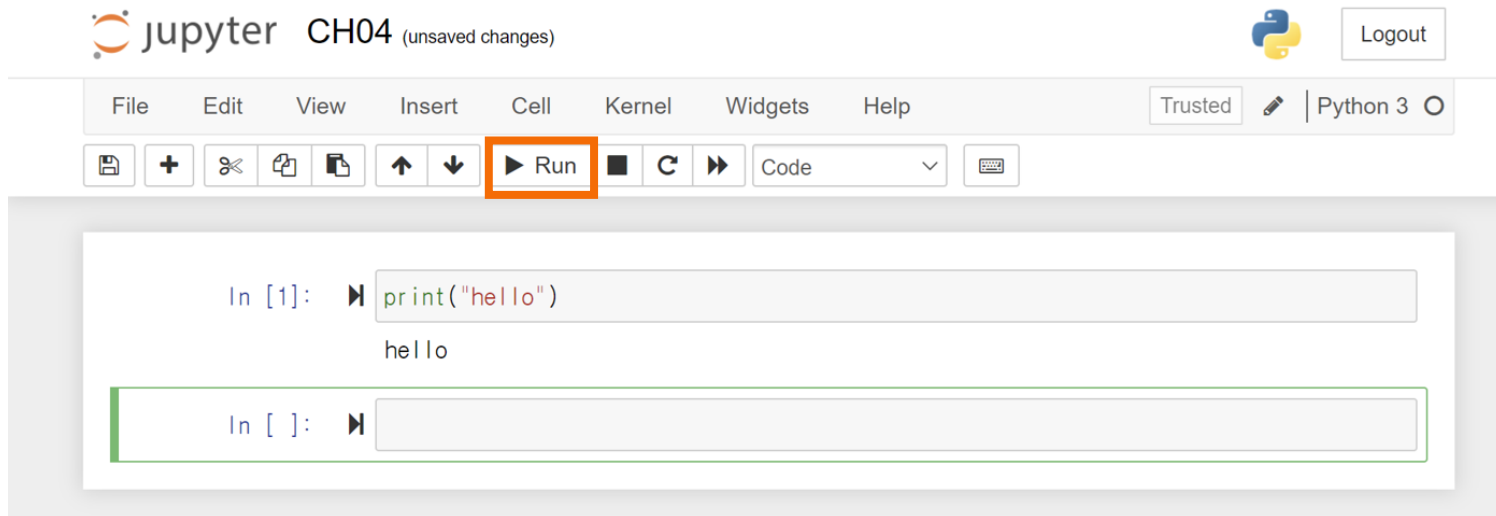 jupyter CH04 (unsaved changes) Logout
File Edit View Insert Cell Kernel Widgets Help Trusted Python 3
Run Code
In [1]: print("hello")
hello
In [ ]: